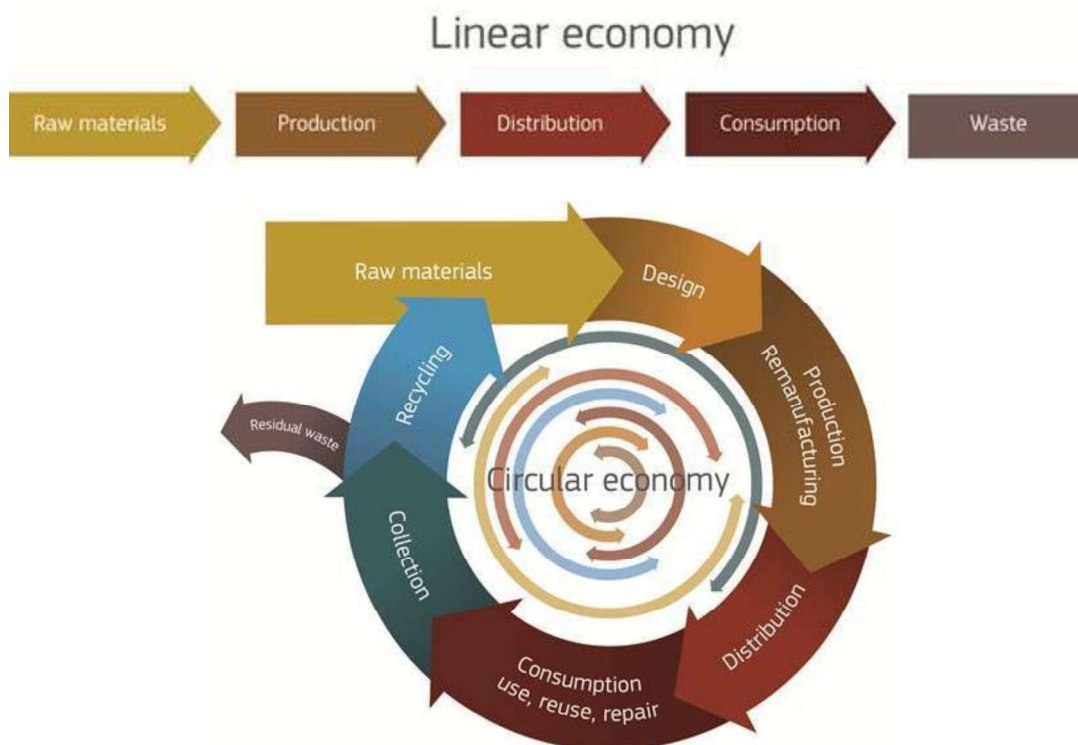 Linear economy
Raw materials
Production
Distribution
Consumption
Waste
Raw materials
Design
Production
Remanufacturing
Distribution
Consumption
use, reuse, repair
Collection
Recycling
Residual waste
Circular economy